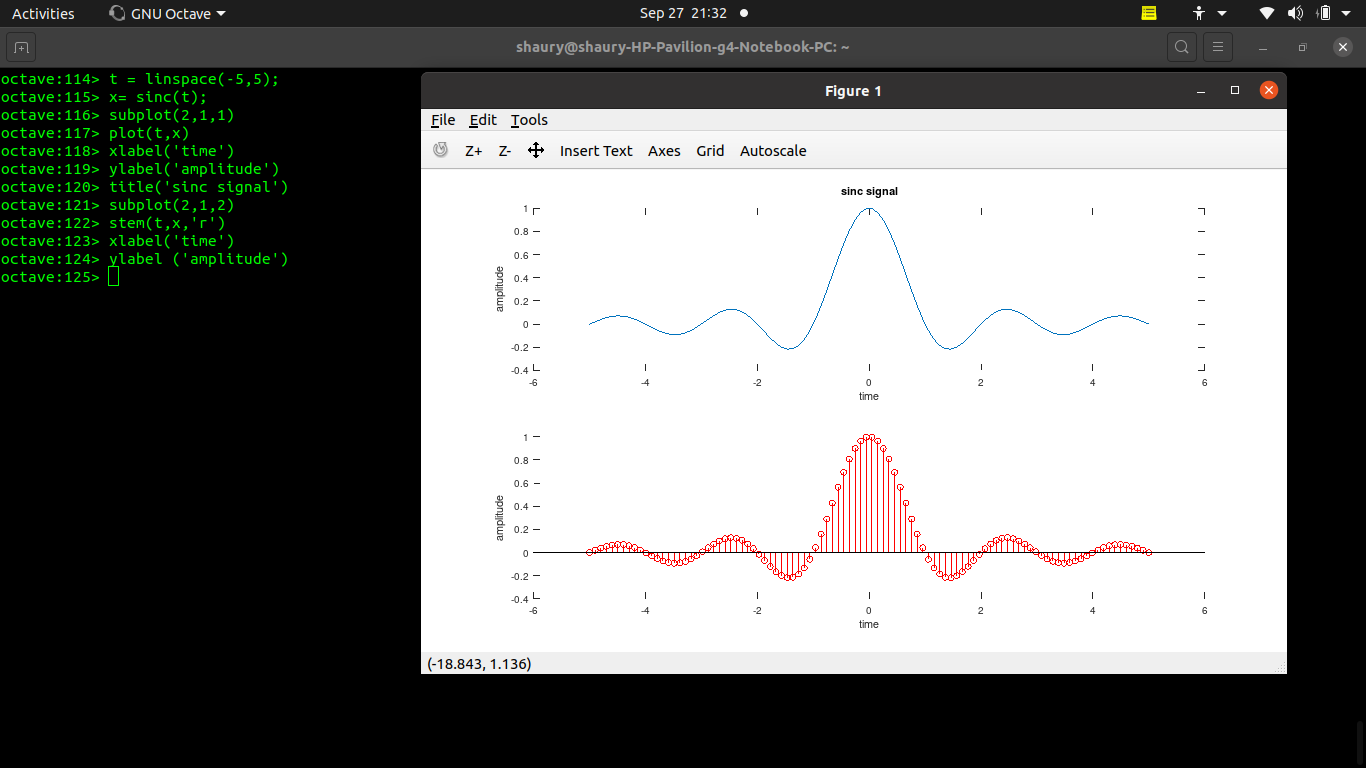 Activities GNU Octave Sep 27 21:32
shaury@shaury-HP-Pavilion-g4-Notebook-PC: ~
octave:114> t = linspace(-5,5);
octave:115> x= sinc(t);
octave:116> subplot(2,1,1)
octave:117> plot(t,x)
octave:118> xlabel('time')
octave:119> ylabel('amplitude')
octave:120> title('sinc signal')
octave:121> subplot(2,1,2)
octave:122> stem(t,x,'r')
octave:123> xlabel('time')
octave:124> ylabel ('amplitude')
octave:125>
Figure 1
File Edit Tools
Z+ Z- Insert Text Axes Grid Autoscale
sinc signal
1
0.8
0.6
0.4
0.2
0
-0.2
-0.4
amplitude
-6 -4 -2 0 2 4 6
time
1
0.8
0.6
0.4
0.2
0
-0.2
-0.4
amplitude
-6 -4 -2 0 2 4 6
time
(-18.843, 1.136)